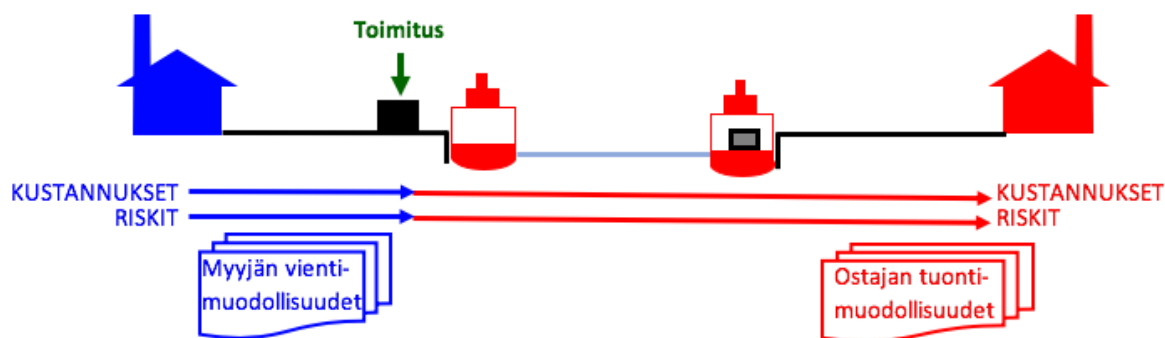 Toimitus
KUSTANNUKSET
KUSTANNUKSET
RISKIT
RISKIT
Myyjän vienti-
muodollisuudet
Ostajan tuonti-
muodollisuudet